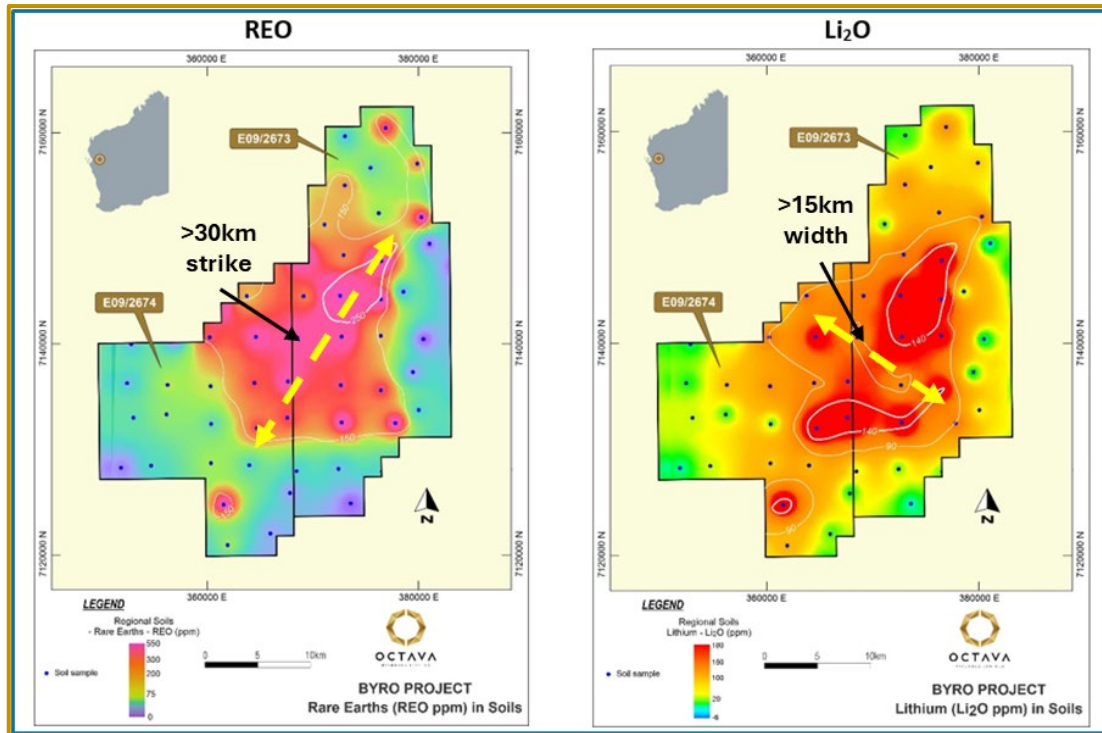 REO
360000 E
380000 E
7160000 N
7140000 N
7120000 N
E09/2673
150
>30km
strike
E09/2674
250
150
N
360000 E
380000 E
LEGEND
Regional Soils
- Rare Earths - REO (ppm)
550
300
200
75
0
Soil sample
0
5
10km
OCTAVA
BYRO PROJECT
Rare Earths (REO ppm) in Soils
Li₂O
360000 E
380000 E
7160000 N
7140000 N
7120000 N
E09/2673
>15km
width
E09/2674
140
140
90
90
N
360000 E
380000 E
LEGEND
Regional Soils
Lithium - Li₂O (ppm)
100
Soil sample
0
5
10km
OCTAVA
BYRO PROJECT
Lithium (Li₂O ppm) in Soils